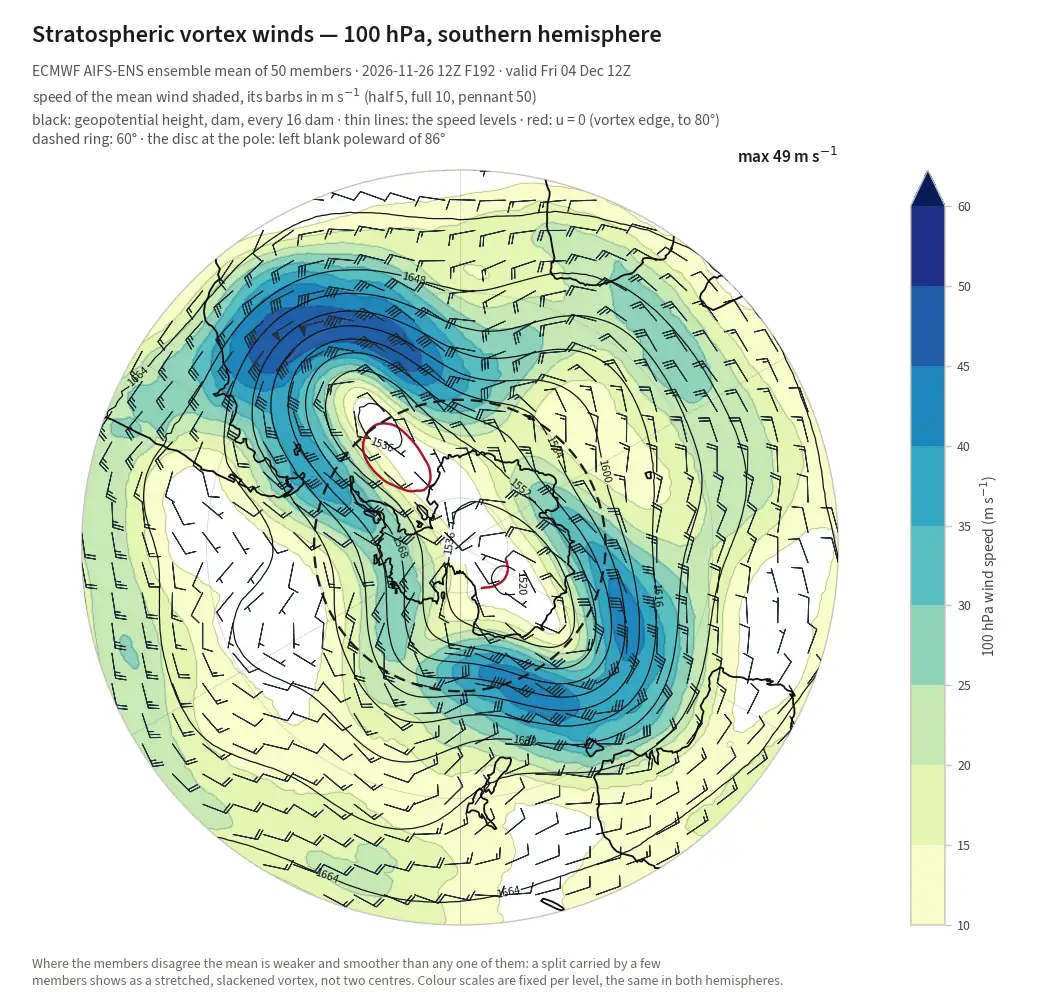 Stratospheric vortex winds — 100 hPa, southern hemisphere
ECMWF AIFS-ENS ensemble mean of 50 members · 2026-11-26 12Z F192 · valid Fri 04 Dec 12Z
speed of the mean wind shaded, its barbs in m s⁻¹ (half 5, full 10, pennant 50)
black: geopotential height, dam, every 16 dam · thin lines: the speed levels · red: u = 0 (vortex edge, to 80°)
dashed ring: 60° · the disc at the pole: left blank poleward of 86°
max 49 m s⁻¹
60
50
45
40
35
30
25
20
15
10
100 hPa wind speed (m s⁻¹)
1648
1664
1536
1600
1552
1536
1568
1520
1616
1664
1664
Where the members disagree the mean is weaker and smoother than any one of them: a split carried by a few
members shows as a stretched, slackened vortex, not two centres. Colour scales are fixed per level, the same in both hemispheres.